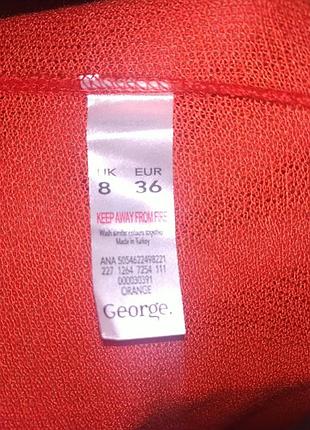 UK EUR
8 36
KEEP AWAY FROM FIRE
Wash similar colours together
Made in Turkey
ANA 5054622498221
227 1264 7254 111
000030391
ORANGE
George.